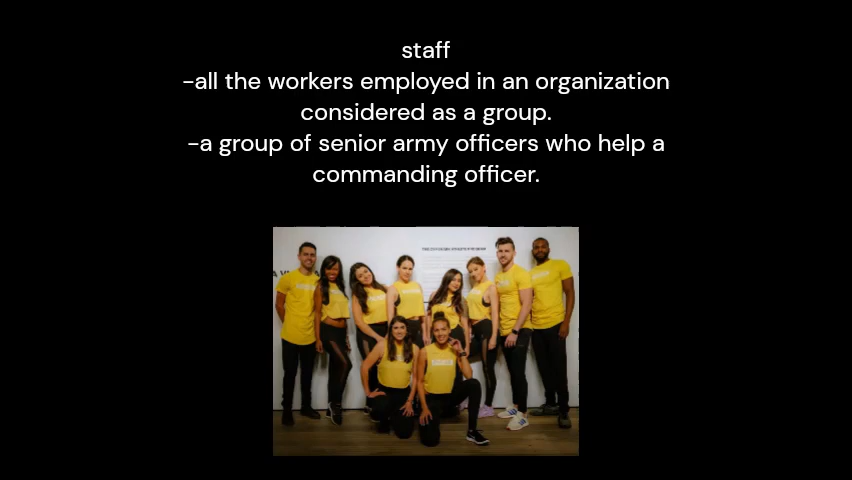 staff
-all the workers employed in an organization
considered as a group.
-a group of senior army officers who help a
commanding officer.